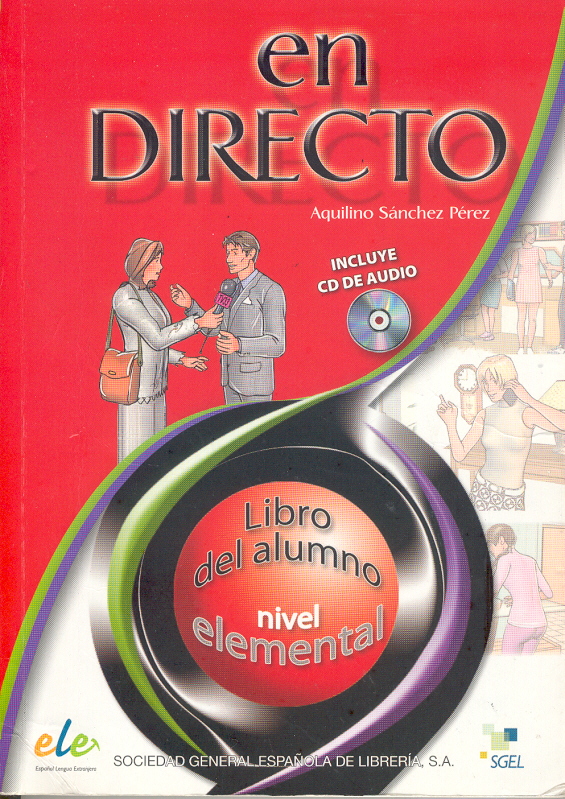 en
DIRECTO
Aquilino Sánchez Pérez
INCLUYE
CD DE AUDIO
Libro
del alumno
nivel
elemental
ele
Español Lengua Extranjera
SOCIEDAD GENERAL ESPAÑOLA DE LIBRERÍA, S.A.
SGEL